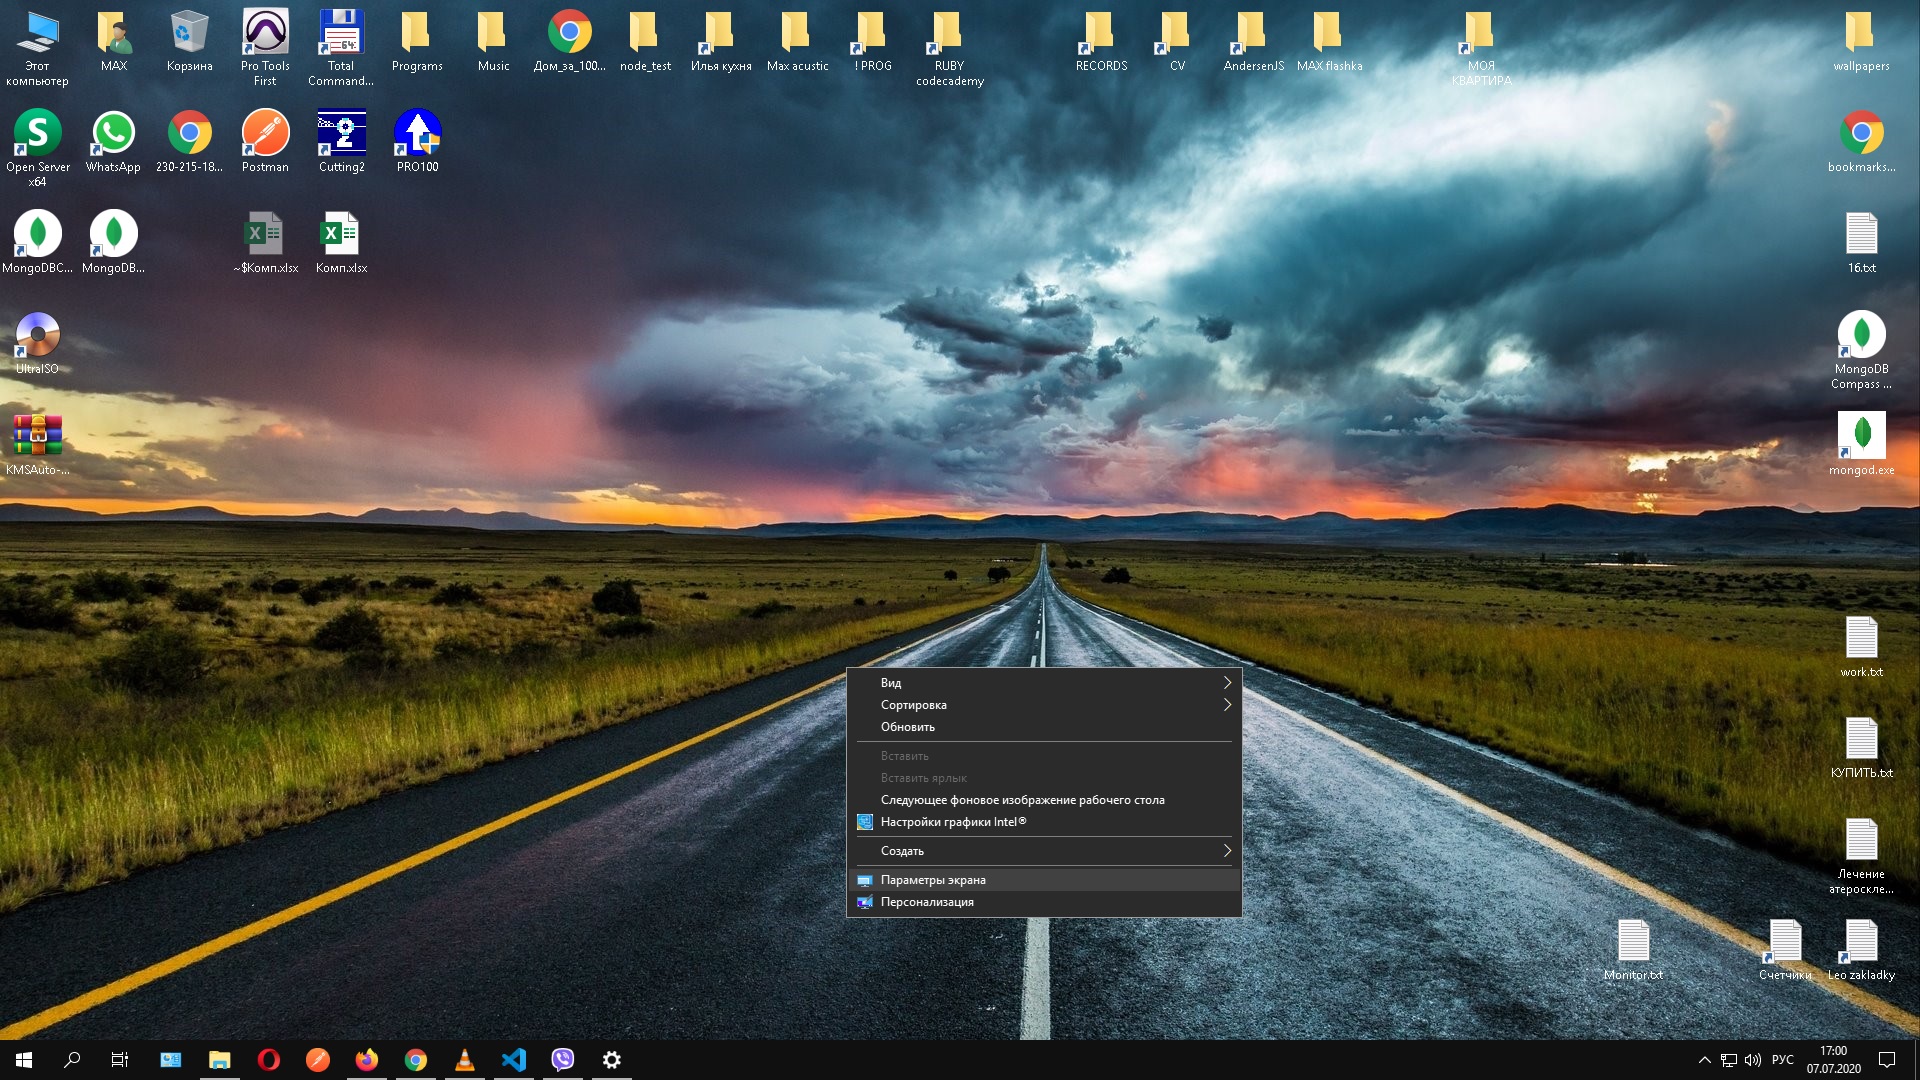 Этот
компьютер
MAX
Корзина
Pro Tools
First
Total
Command...
64:
Programs
Music
Дом_за_100...
node_test
Илья кухня
Max acustic
! PROG
RUBY
codecademy
RECORDS
CV
AndersenJS
MAX flashka
МОЯ
КВАРТИРА
wallpapers
Open Server
x64
WhatsApp
230-215-18...
Postman
Cutting2
PRO100
bookmarks...
MongoDBC...
MongoDB...
~$Комп.xlsx
Комп.xlsx
16.txt
UltraISO
MongoDB
Compass ...
KMSAuto-...
mongod.exe
work.txt
КУПИТЬ.txt
Лечение
атероскле...
Monitor.txt
Счетчики
Leo zakladky
Вид
Сортировка
Обновить
Вставить
Вставить ярлык
Следующее фоновое изображение рабочего стола
Настройки графики Intel®
Создать
Параметры экрана
Персонализация
РУС
17:00
07.07.2020